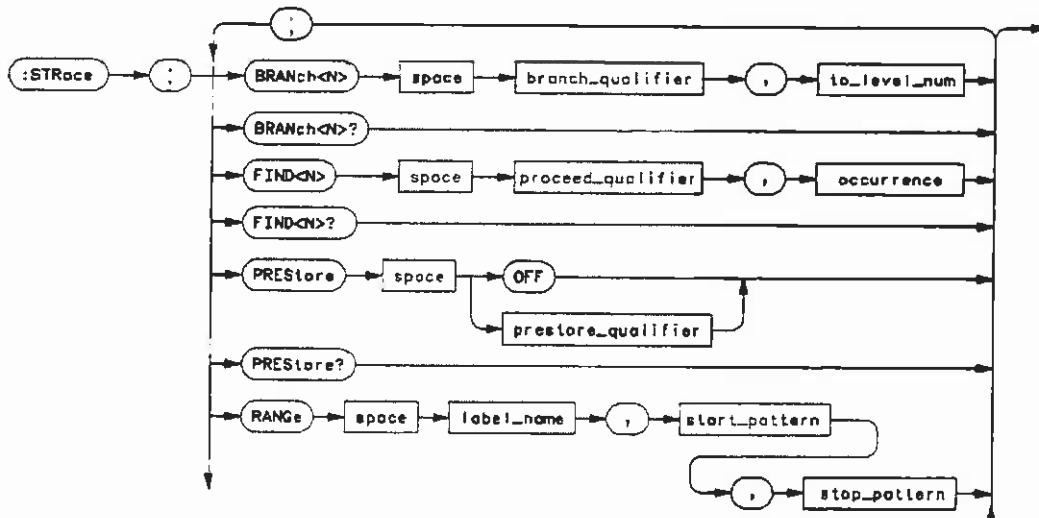 ;
:STRace : BRANch<N> space branch_qualifier , to_level_num
BRANch<N>?
FIND<N> space proceed_qualifier , occurrence
FIND<N>?
PREStore space OFF
prestore_qualifier
PREStore?
RANGe space label_name , start_pattern
, stop_pattern